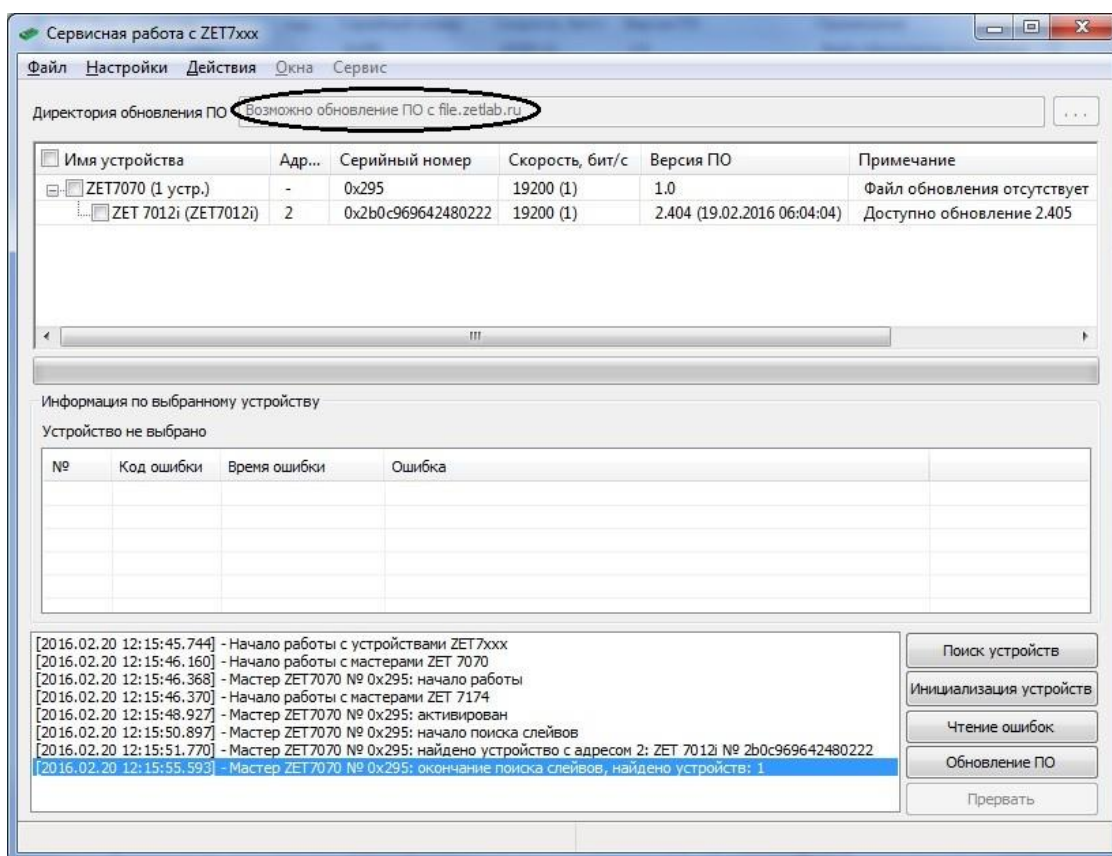 Сервисная работа с ZET7xxx
Файл Настройки Действия Окна Сервис
Директория обновления ПО Возможно обновление ПО с file.zetlab.ru ...
Имя устройства Адр... Серийный номер Скорость, бит/с Версия ПО Примечание
ZET7070 (1 устр.) - 0x295 19200 (1) 1.0 Файл обновления отсутствует
ZET 7012i (ZET7012i) 2 0x2b0c969642480222 19200 (1) 2.404 (19.02.2016 06:04:04) Доступно обновление 2.405
Информация по выбранному устройству
Устройство не выбрано
№ Код ошибки Время ошибки Ошибка
[2016.02.20 12:15:45.744] - Начало работы с устройствами ZET7xxx
[2016.02.20 12:15:46.160] - Начало работы с мастерами ZET 7070
[2016.02.20 12:15:46.368] - Мастер ZET7070 № 0x295: начало работы
[2016.02.20 12:15:46.370] - Начало работы с мастерами ZET 7174
[2016.02.20 12:15:48.927] - Мастер ZET7070 № 0x295: активирован
[2016.02.20 12:15:50.897] - Мастер ZET7070 № 0x295: начало поиска слейвов
[2016.02.20 12:15:51.770] - Мастер ZET7070 № 0x295: найдено устройство с адресом 2: ZET 7012i № 2b0c969642480222
[2016.02.20 12:15:55.593] - Мастер ZET7070 № 0x295: окончание поиска слейвов, найдено устройств: 1
Поиск устройств
Инициализация устройств
Чтение ошибок
Обновление ПО
Прервать